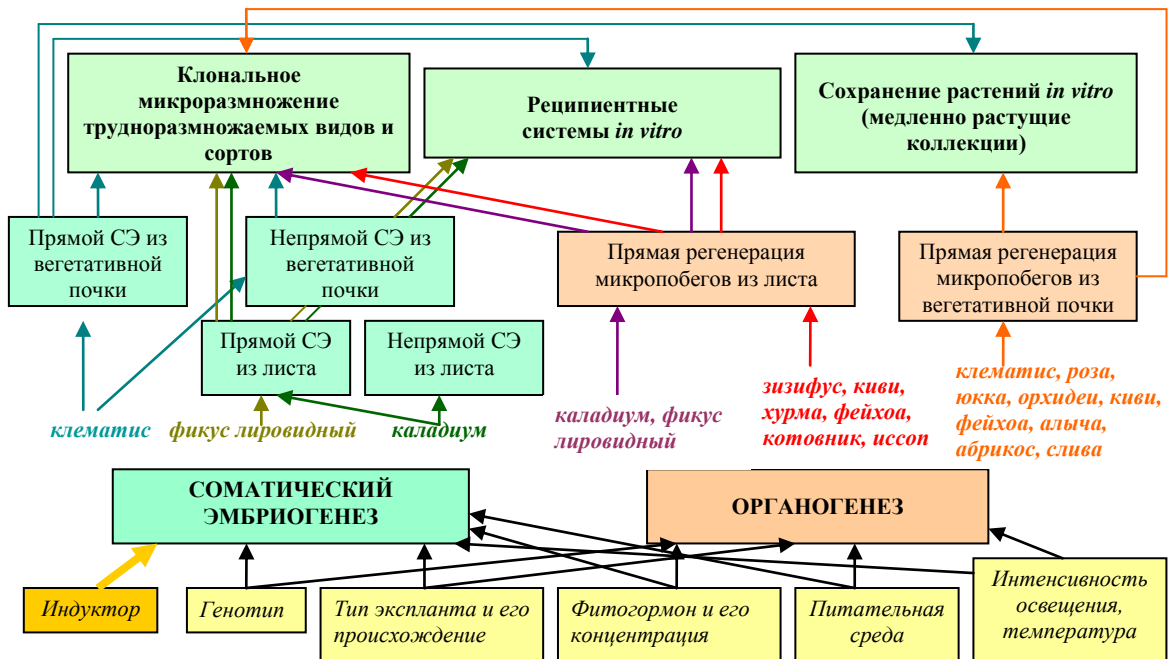 Клональное
микроразмножение
трудноразмножаемых видов и
сортов
Реципиентные
системы in vitro
Сохранение растений in vitro
(медленно растущие
коллекции)
Прямой СЭ из
вегетативной
почки
Непрямой СЭ из
вегетативной
почки
Прямая регенерация
микропобегов из листа
Прямая регенерация
микропобегов из
вегетативной почки
Прямой СЭ
из листа
Непрямой СЭ
из листа
клематис
фикус лировидный
каладиум
каладиум, фикус
лировидный
зизифус, киви,
хурма, фейхоа,
котовник, иссоп
клематис, роза,
юкка, орхидеи, киви,
фейхоа, алыча,
абрикос, слива
СОМАТИЧЕСКИЙ
ЭМБРИОГЕНЕЗ
ОРГАНОГЕНЕЗ
Индуктор
Генотип
Тип экспланта и его
происхождение
Фитогормон и его
концентрация
Питательная
среда
Интенсивность
освещения,
температура